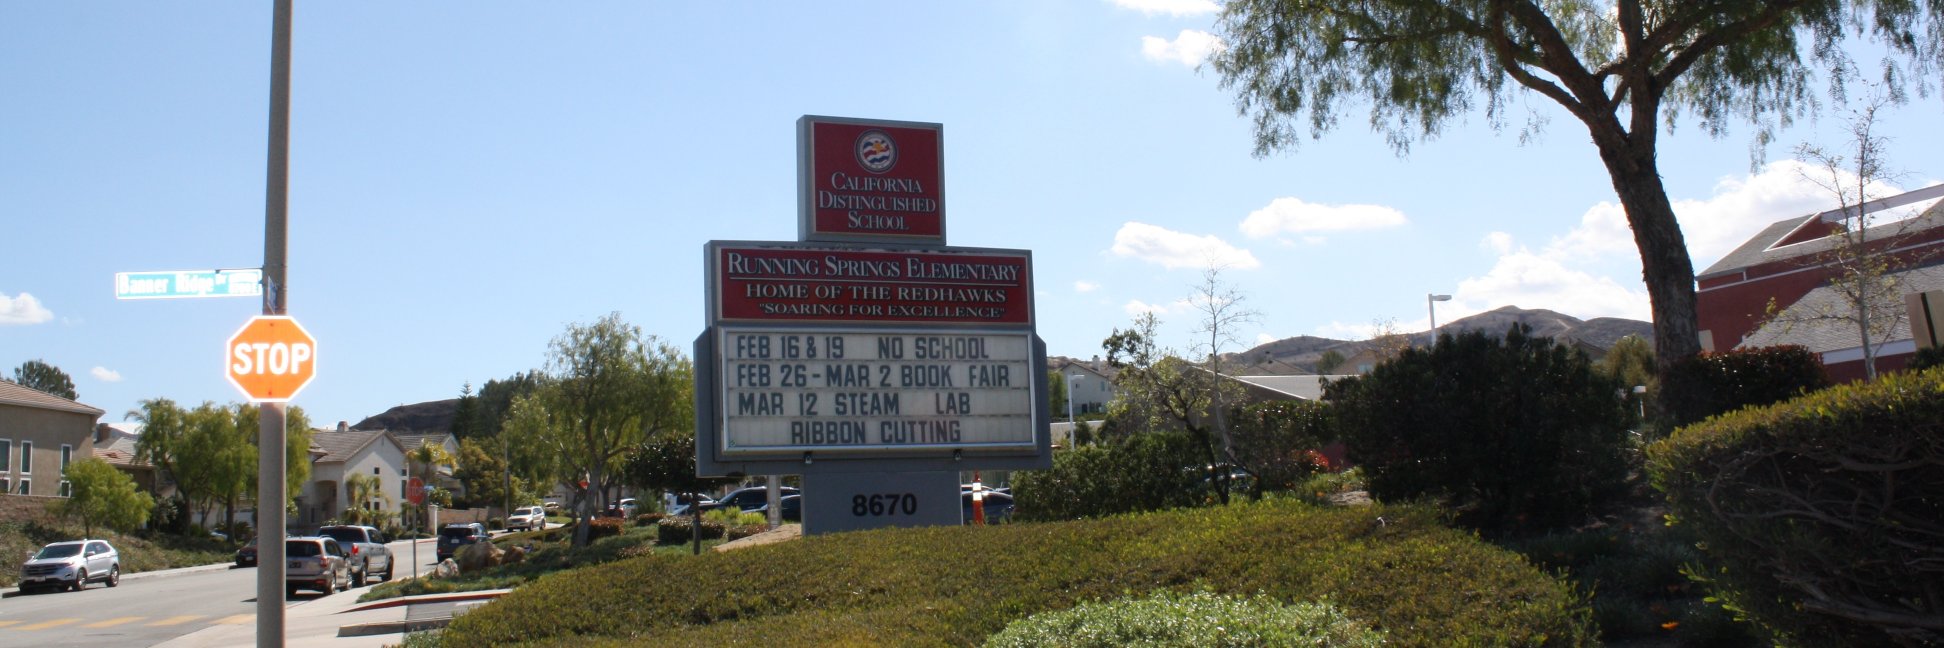 Banner Ridge Dr
STOP
CALIFORNIA
DISTINGUISHED
SCHOOL
RUNNING SPRINGS ELEMENTARY
HOME OF THE REDHAWKS
"SOARING FOR EXCELLENCE"
FEB 16 & 19 NO SCHOOL
FEB 26 - MAR 2 BOOK FAIR
MAR 12 STEAM LAB
RIBBON CUTTING
8670